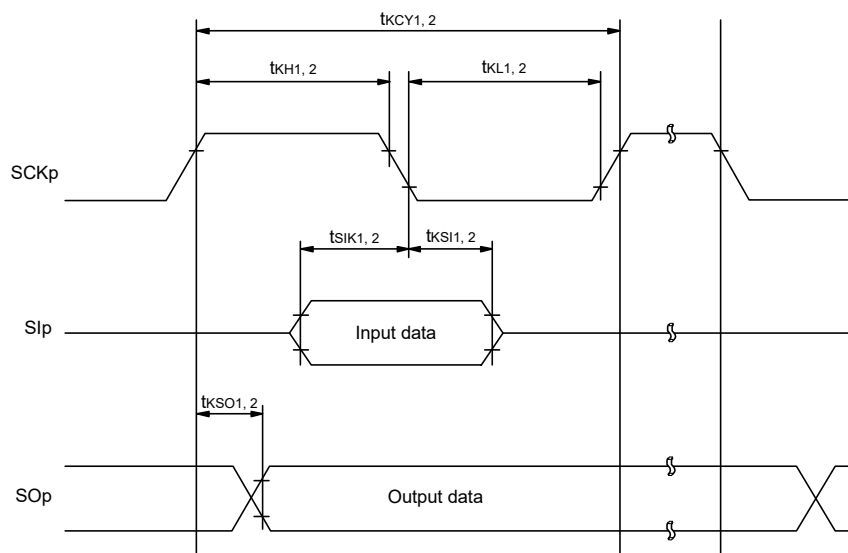 tKCY1, 2
tKH1, 2
tKL1, 2
SCKp
tSIK1, 2
tKSI1, 2
SIp
Input data
tKSO1, 2
SOp
Output data